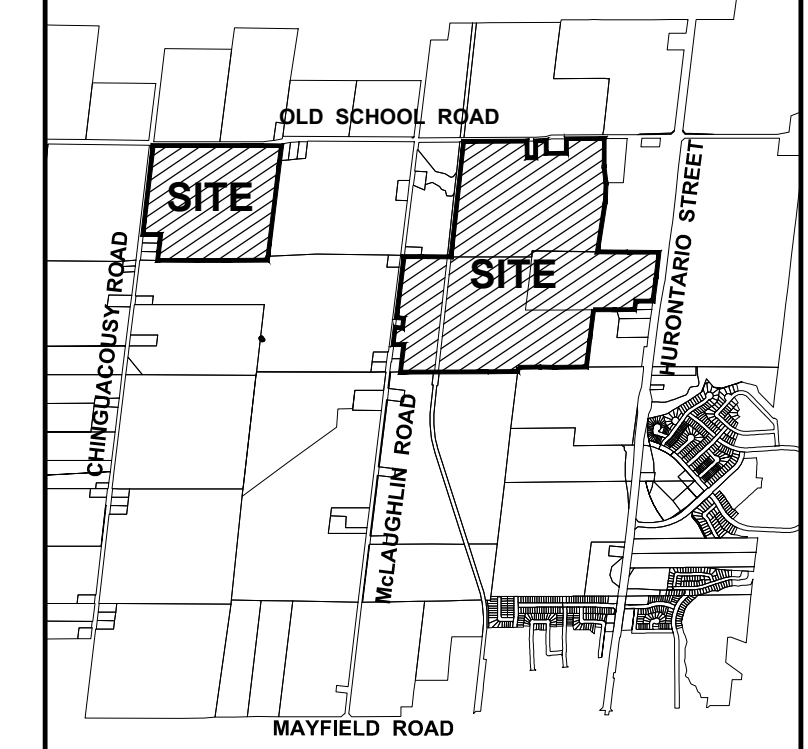 OLD SCHOOL ROAD
SITE
SITE
HURONTARIO STREET
CHINGUACOUSY ROAD
McLAUGHLIN ROAD
MAYFIELD ROAD